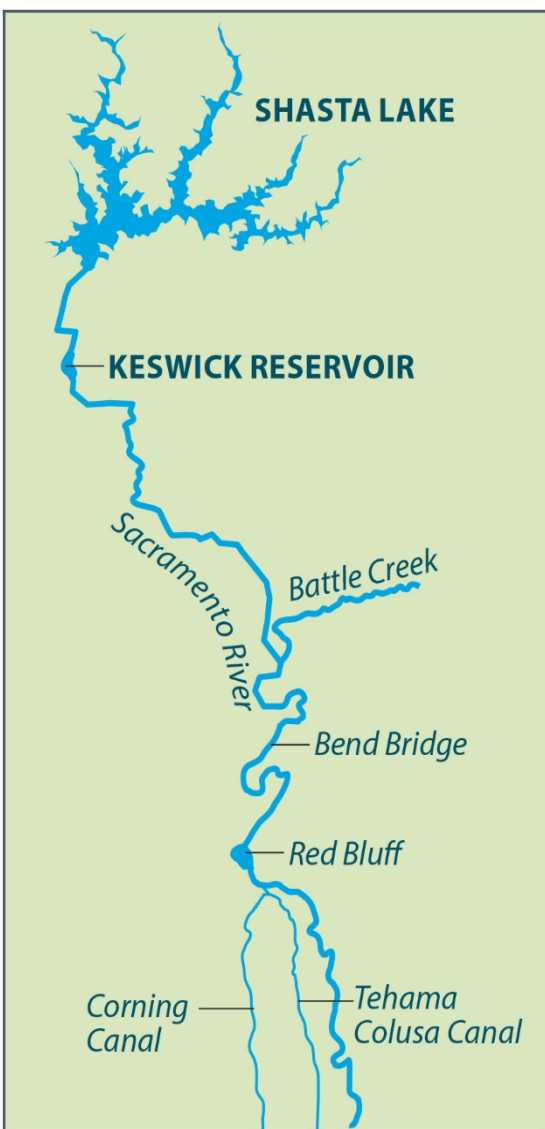 SHASTA LAKE
KESWICK RESERVOIR
Sacramento River
Battle Creek
Bend Bridge
Red Bluff
Corning
Canal
Tehama
Colusa Canal